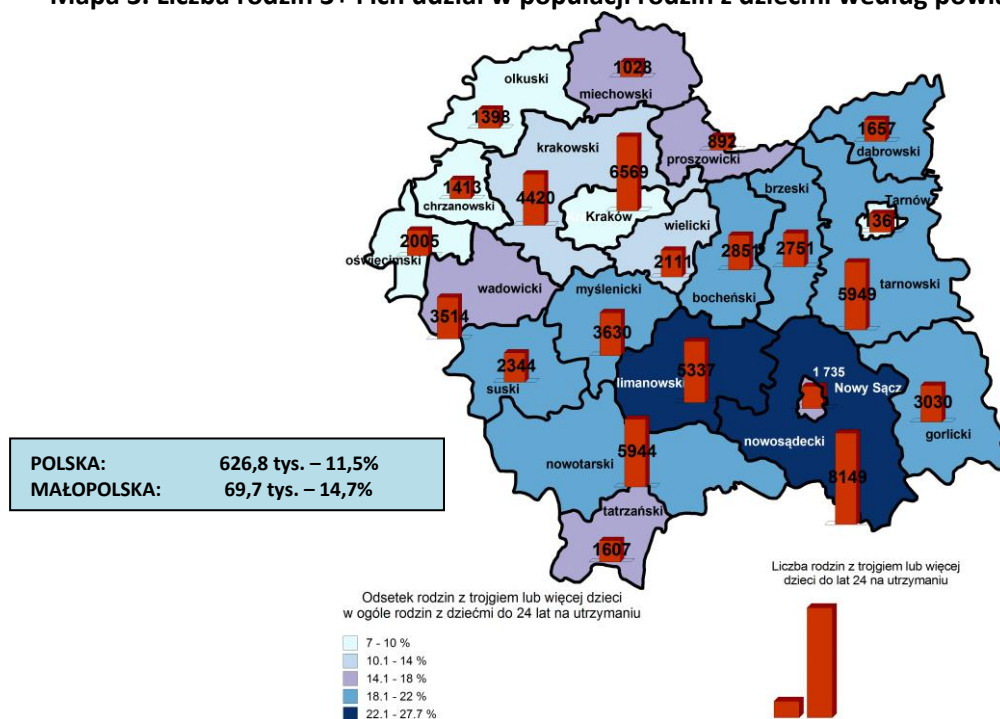 Mapa 3. Liczba rodzin 3+ i ich udział w populacji rodzin z dziećmi według powia
olkuski
1398
1028
miechowski
krakowski
4420
6569
Kraków
892
proszowicki
1657
dąbrowski
1413
chrzanowski
2005
oświęcimski
wielicki
2111
brzeski
2751
2851
bocheński
Tarnów
1361
5949
tarnowski
wadowicki
3514
myślenicki
3630
2344
suski
5337
limanowski
1 735
Nowy Sącz
nowosądecki
8149
3030
gorlicki
5944
nowotarski
tatrzański
1607
POLSKA: 626,8 tys. – 11,5%
MAŁOPOLSKA: 69,7 tys. – 14,7%
Odsetek rodzin z trojgiem lub więcej dzieci
w ogóle rodzin z dziećmi do 24 lat na utrzymaniu
7 - 10 %
10.1 - 14 %
14.1 - 18 %
18.1 - 22 %
22.1 - 27.7 %
Liczba rodzin z trojgiem lub więcej
dzieci do lat 24 na utrzymaniu